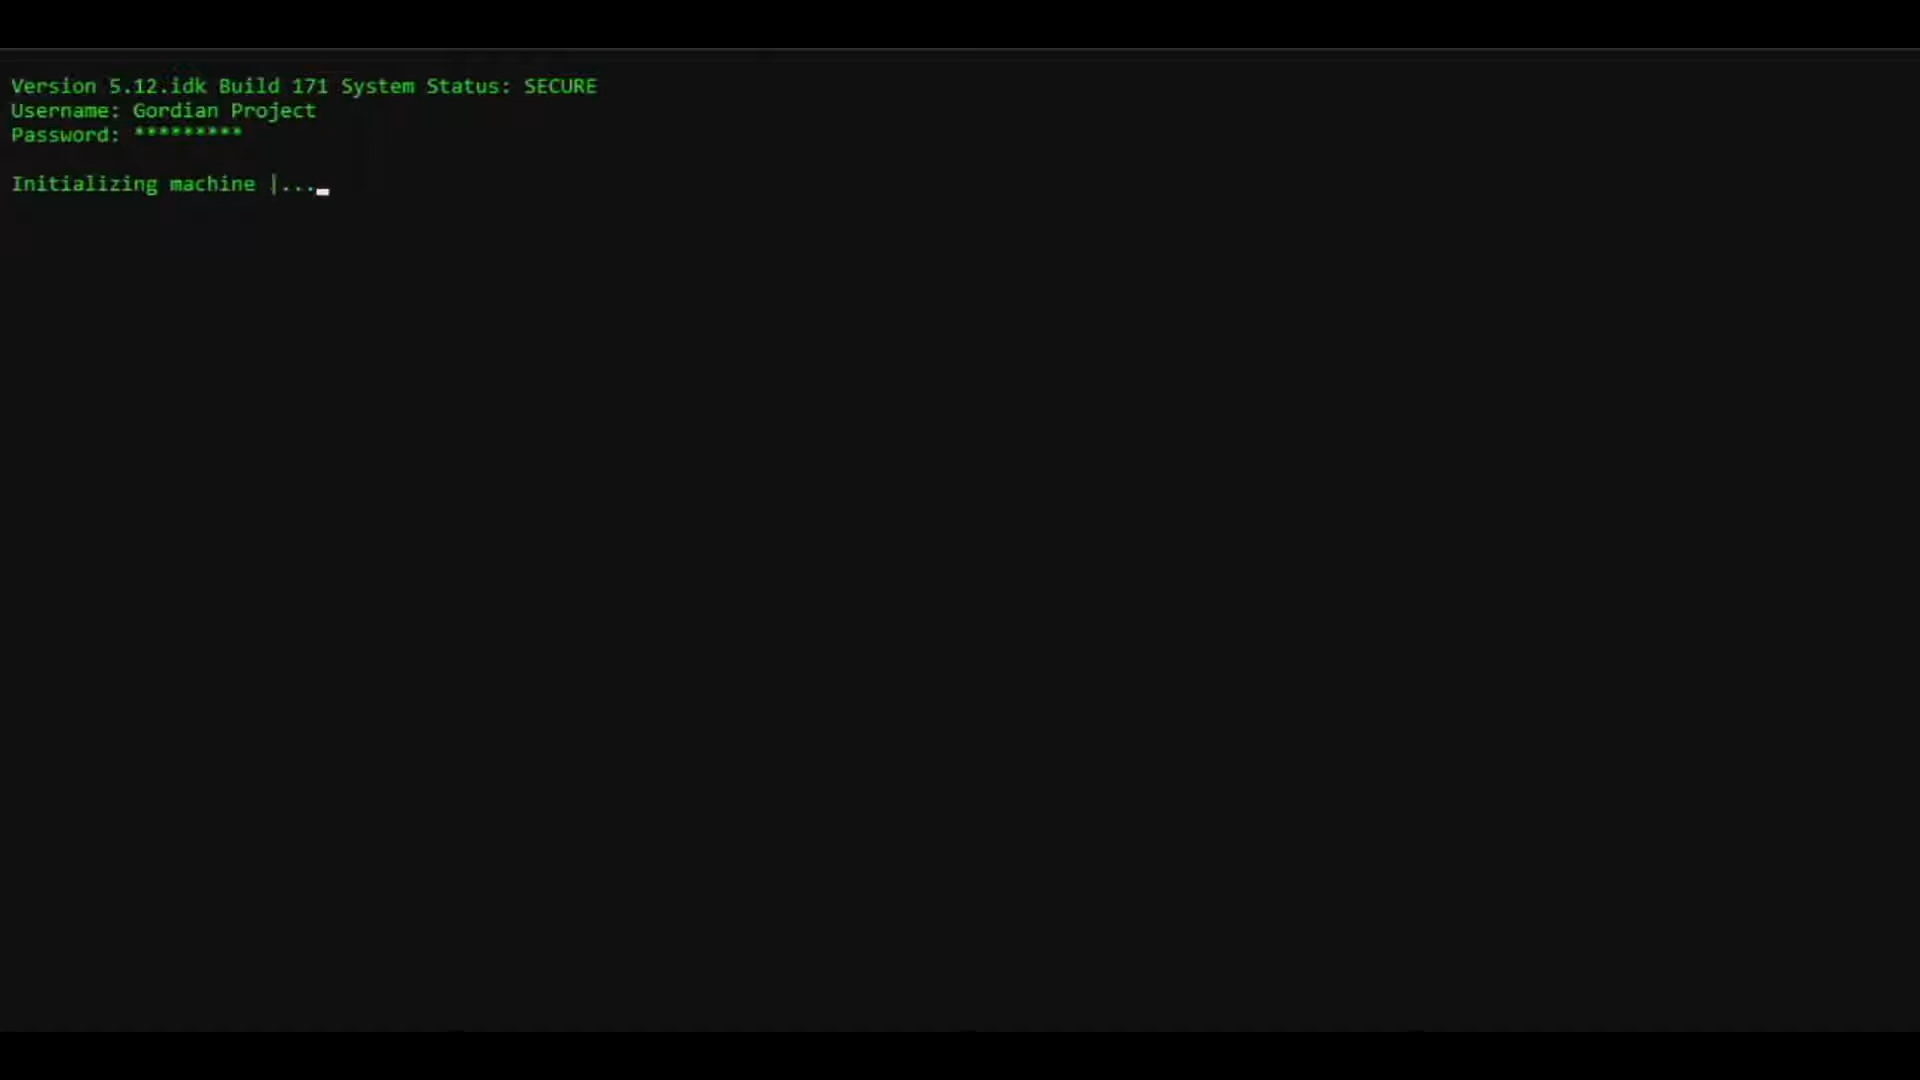 Version 5.12.idk Build 171 System Status: SECURE
Username: Gordian Project
Password: *********
Initializing machine |...